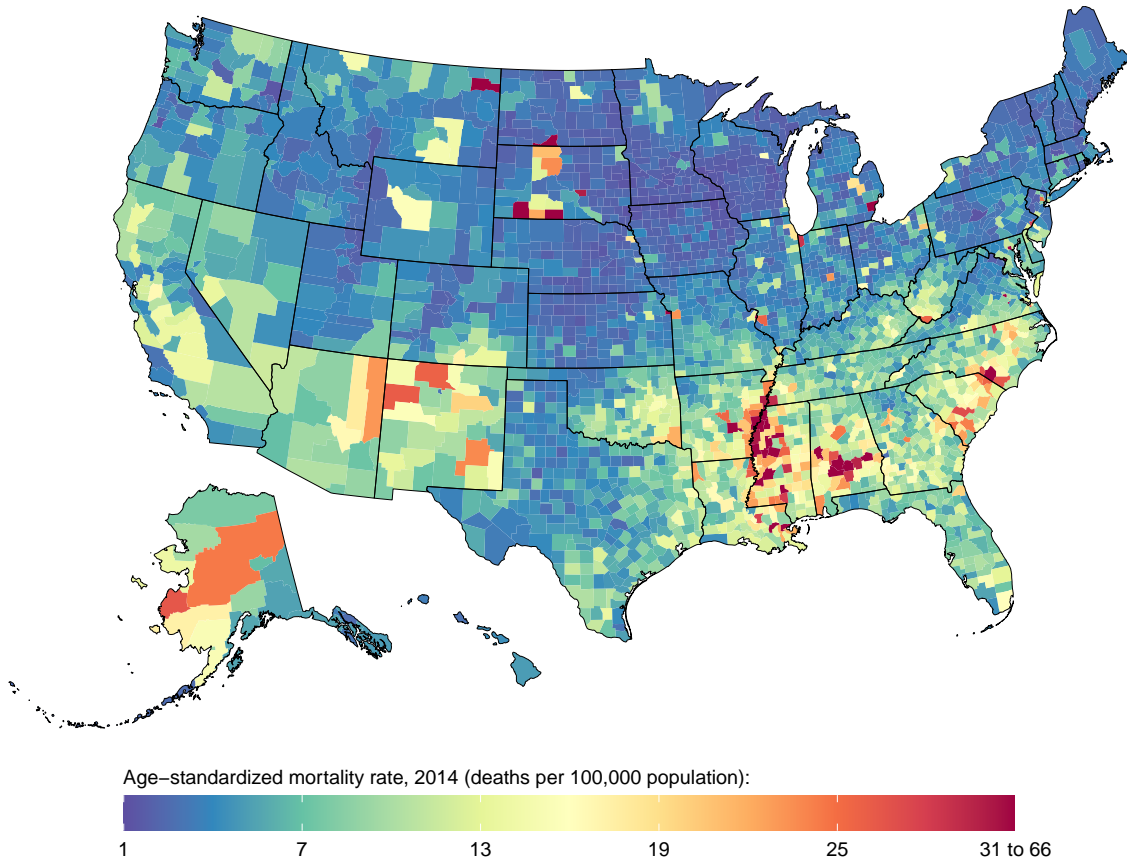 Age−standardized mortality rate, 2014 (deaths per 100,000 population):
1 7 13 19 25 31 to 66